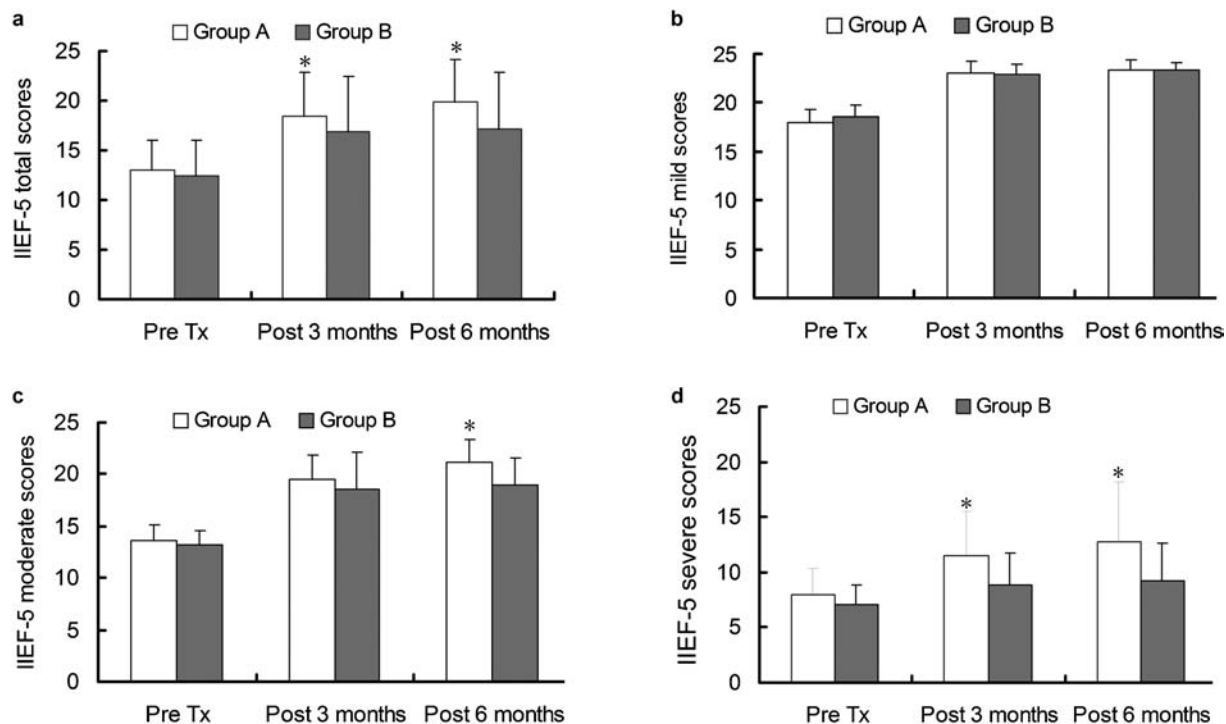 a
Group A Group B
IIEF-5 total scores
25
20
15
10
5
0
* *
Pre Tx Post 3 months Post 6 months
b
Group A Group B
IIEF-5 mild scores
25
20
15
10
5
0
Pre Tx Post 3 months Post 6 months
c
Group A Group B
IIEF-5 moderate scores
25
20
15
10
5
0
*
Pre Tx Post 3 months Post 6 months
d
Group A Group B
IIEF-5 severe scores
25
20
15
10
5
0
* *
Pre Tx Post 3 months Post 6 months